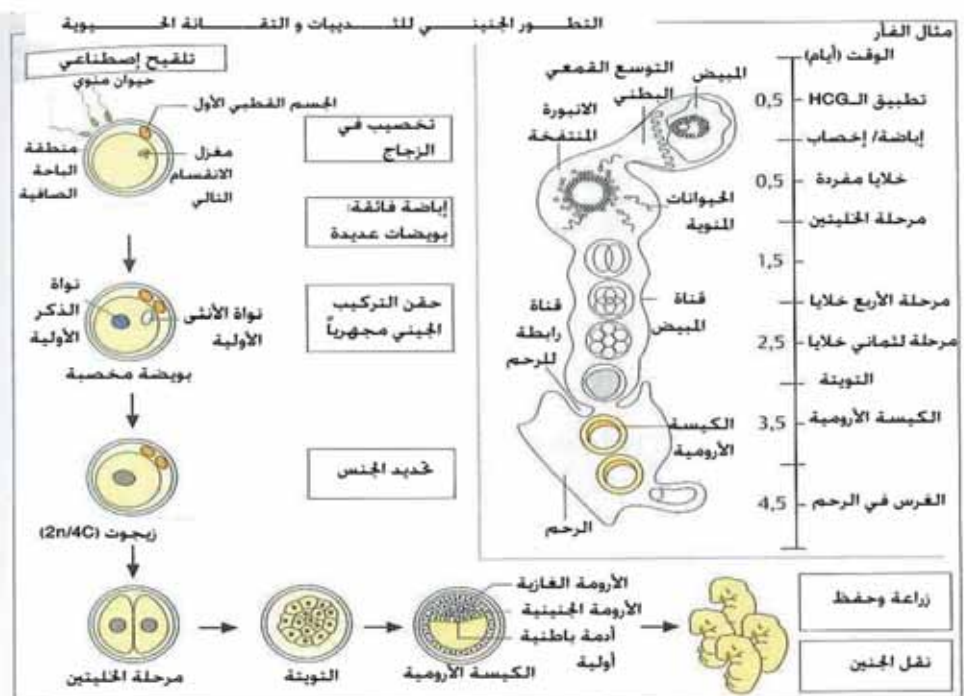 التطور الجنيني للثدييات و التقانة الحيوية
مثال الفأر
الوقت (أيام)
0,5
تطبيق الـHCG
إباضة/ إخصاب
0,5
خلايا مفردة
مرحلة الخليتين
1,5
مرحلة الأربع خلايا
2,5
مرحلة لثماني خلايا
التويتة
3,5
الكيسة الأرومية
4,5
الغرس في الرحم
المبيض
التوسع القمعي
البطني
الانبورة
المنتفخة
الحيوانات
المنوية
قناة
المبيض
قناة
رابطة
للرحم
الكيسة
الأرومية
الرحم
تلقيح إصطناعي
حيوان منوي
الجسم القطبي الأول
منطقة
الباحة
الصافية
مغزل
الانقسام
التالي
تخصيب في
الزجاج
إباضة فائقة:
بويضات عديدة
نواة
الذكر
الأولية
نواة الأنثى
الأولية
بويضة مخصبة
حقن التركيب
الجيني مجهرياً
تحديد الجنس
زيجوت (2n/4C)
مرحلة الخليتين
التويتة
الأرومة الغازية
الأرومة الجنينية
أدمة باطنية
أولية
الكيسة الأرومية
زراعة وحفظ
نقل الجنين